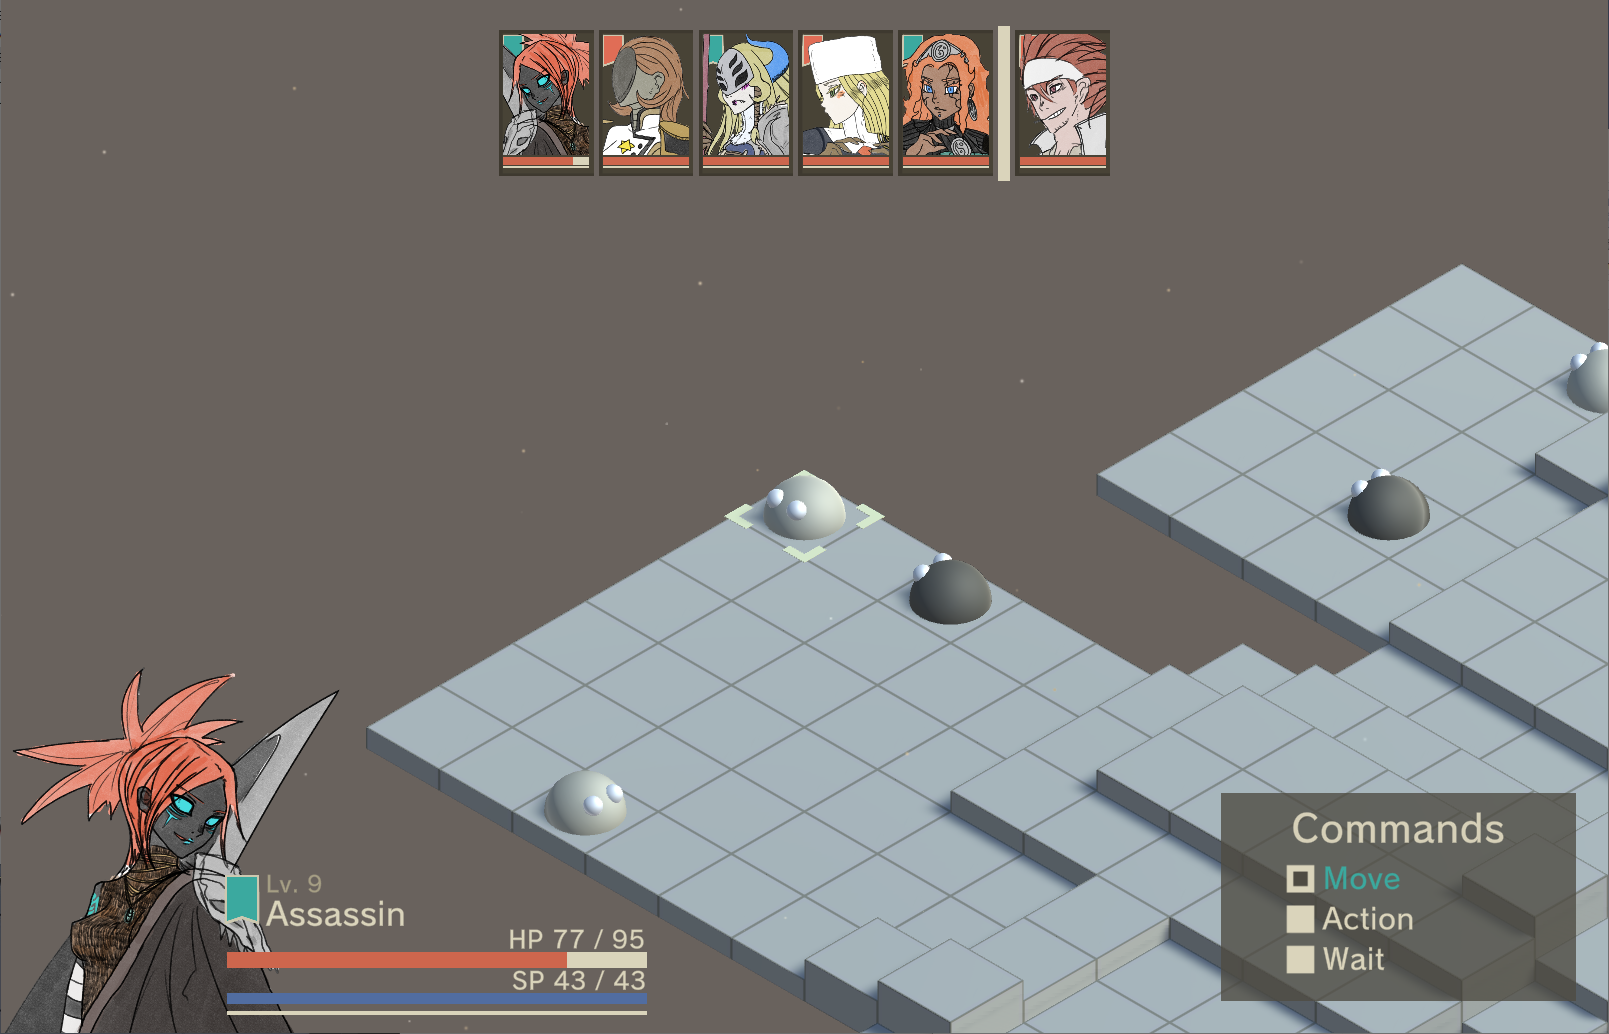 Lv. 9
Assassin
HP 77 / 95
SP 43 / 43
Commands
Move
Action
Wait